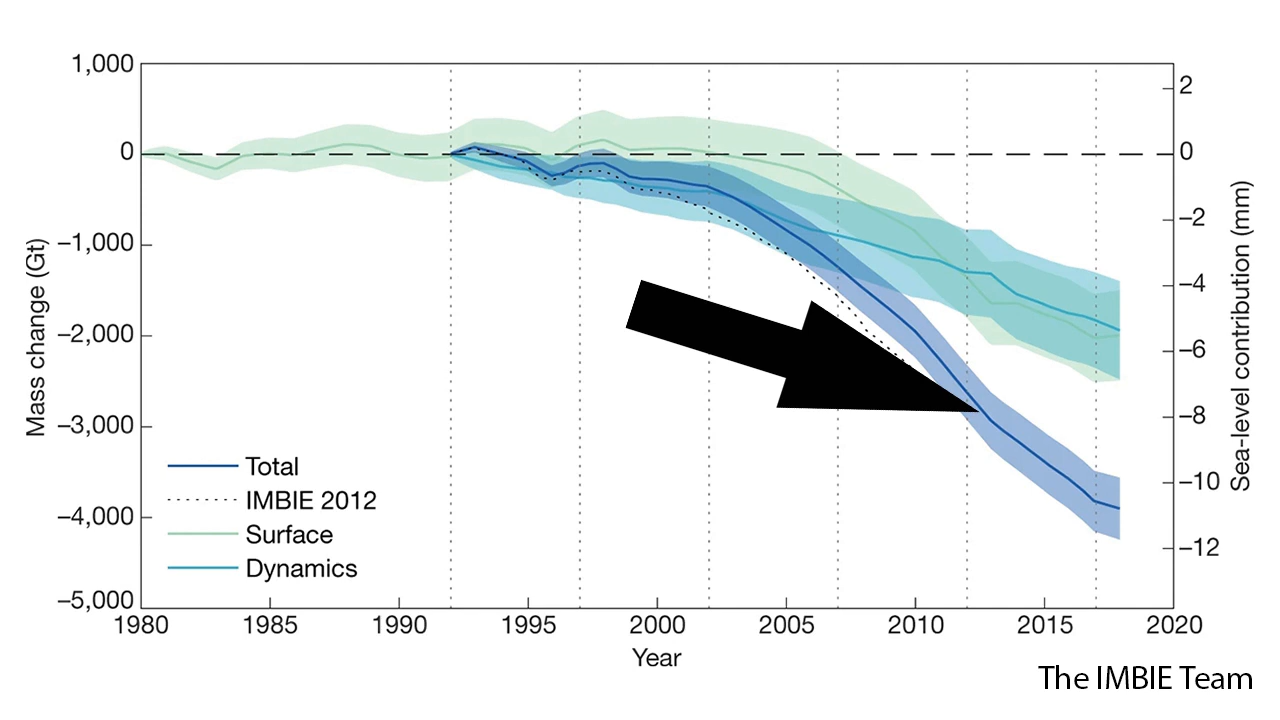 1,000
0
−1,000
−2,000
−3,000
−4,000
−5,000
Mass change (Gt)
2
0
−2
−4
−6
−8
−10
−12
Sea-level contribution (mm)
Total
IMBIE 2012
Surface
Dynamics
1980 1985 1990 1995 2000 2005 2010 2015 2020
Year
The IMBIE Team